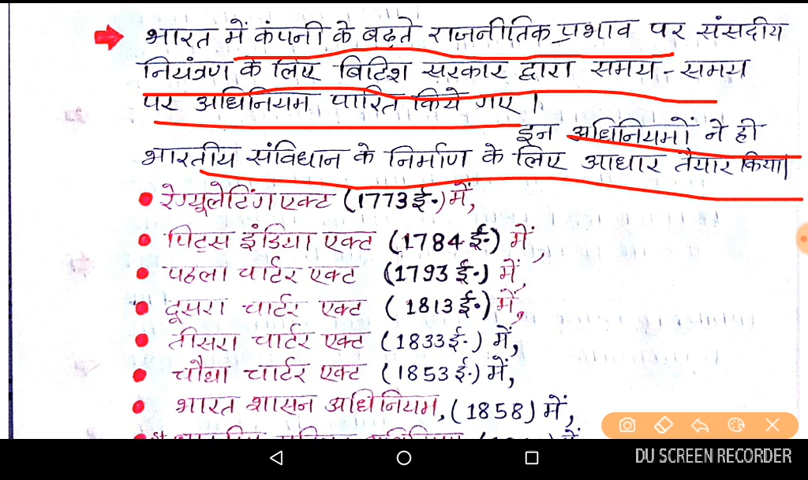 भारत में कंपनी के बढ़ते राजनीतिक प्रभाव पर संसदीय
नियंत्रण के लिए ब्रिटिश सरकार द्वारा समय-समय
पर अधिनियम पारित किये गए।
इन अधिनियमों ने ही
भारतीय संविधान के निर्माण के लिए आधार तैयार किया।
रेग्यूलेटिंग एक्ट (1773 ई॰) में,
पिट्स इंडिया एक्ट (1784 ई॰) में,
पहला चार्टर एक्ट (1793 ई॰) में,
दूसरा चार्टर एक्ट (1813 ई॰) में,
तीसरा चार्टर एक्ट (1833 ई॰) में,
चौथा चार्टर एक्ट (1853 ई॰) में,
भारत शासन अधिनियम, (1858) में,
DU SCREEN RECORDER